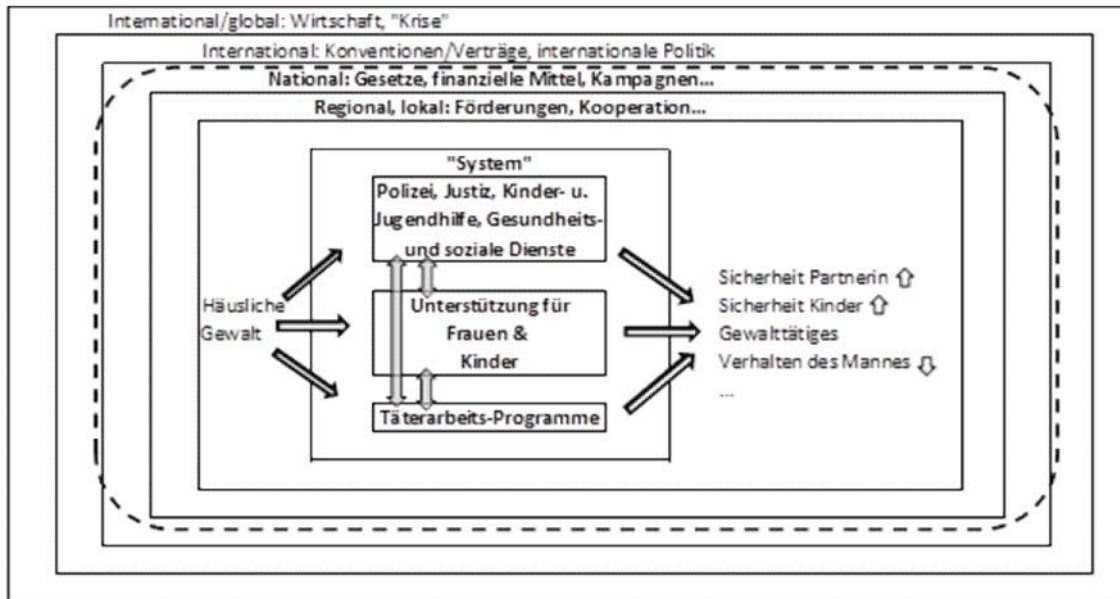 International/global: Wirtschaft, "Krise"
International: Konventionen/Verträge, internationale Politik
National: Gesetze, finanzielle Mittel, Kampagnen...
Regional, lokal: Förderungen, Kooperation...
"System"
Polizei, Justiz, Kinder- u.
Jugendhilfe, Gesundheits-
und soziale Dienste
Häusliche
Gewalt
Unterstützung für
Frauen &
Kinder
Täterarbeits-Programme
Sicherheit Partnerin
Sicherheit Kinder
Gewalttätiges
Verhalten des Mannes
...